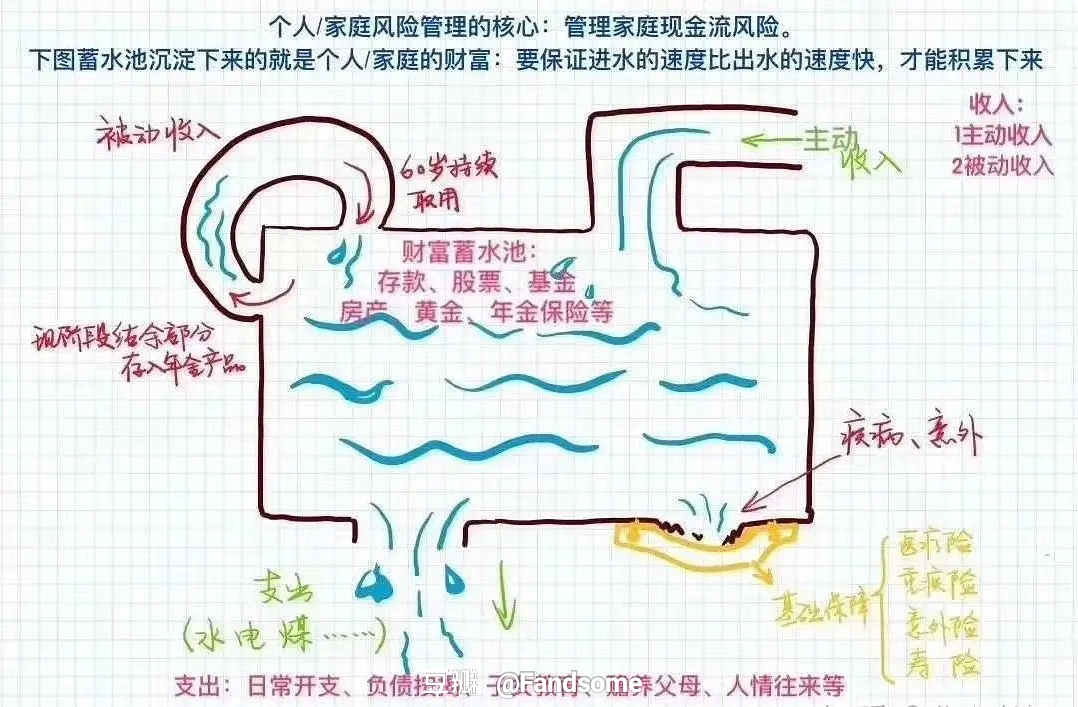 个人/家庭风险管理的核心：管理家庭现金流风险。
下图蓄水池沉淀下来的就是个人/家庭的财富：要保证进水的速度比出水的速度快，才能积累下来
收入：
1主动收入
2被动收入
被动收入
主动
收入
60岁持续
取用
财富蓄水池：
存款、股票、基金
房产、黄金、年金保险等
现阶段结余部分
存入年金产品
疾病、意外
支出
(水电煤……)
基础保障
医疗险
重疾险
意外险
寿险
支出：日常开支、负债 赡养父母、人情往来等
@Fandsome